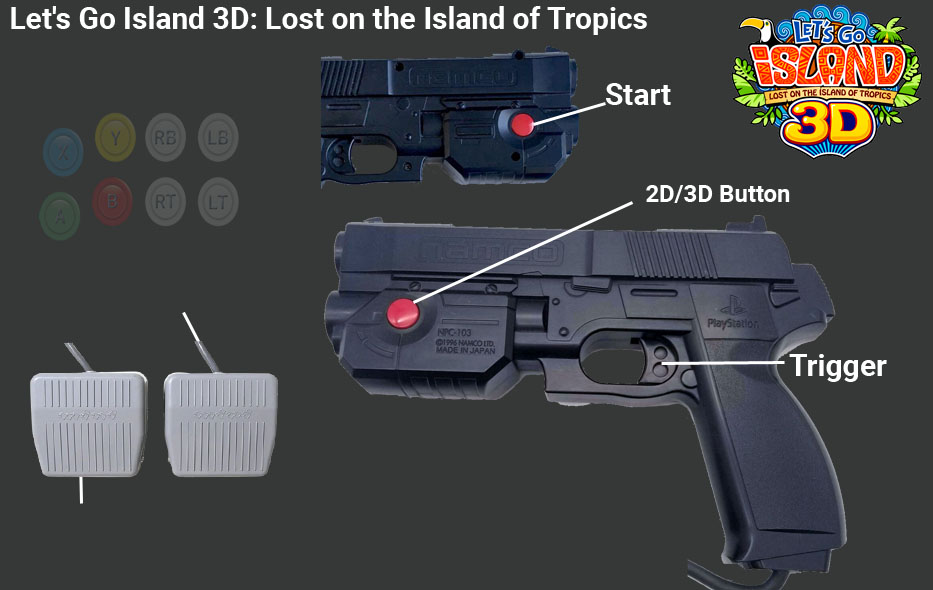 Let's Go Island 3D: Lost on the Island of Tropics
LET'S GO
ISLAND
LOST ON THE ISLAND OF TROPICS
3D
namco
Start
X
Y
RB
LB
A
B
RT
LT
2D/3D Button
namco
NPC-103
©1996 NAMCO LTD.
MADE IN JAPAN
PlayStation
Trigger